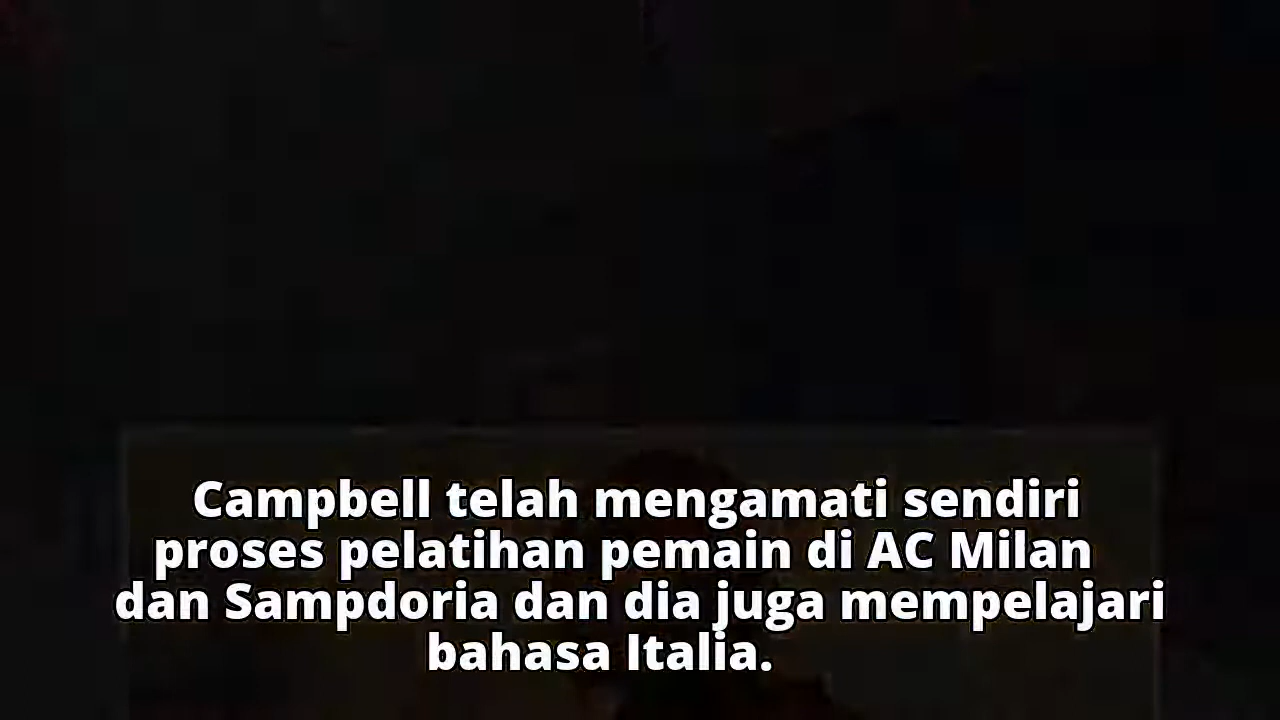 Campbell telah mengamati sendiri
proses pelatihan pemain di AC Milan
dan Sampdoria dan dia juga mempelajari
bahasa Italia.